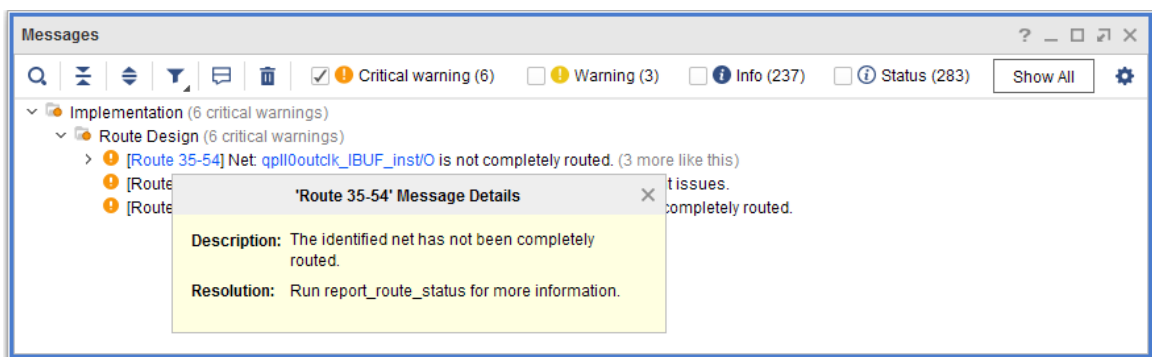 Messages
Critical warning (6) Warning (3) Info (237) Status (283) Show All
Implementation (6 critical warnings)
Route Design (6 critical warnings)
[Route 35-54] Net: qpll0outclk_IBUF_inst/O is not completely routed. (3 more like this)
[Route t issues.
[Route completely routed.
'Route 35-54' Message Details
Description: The identified net has not been completely
routed.
Resolution: Run report_route_status for more information.